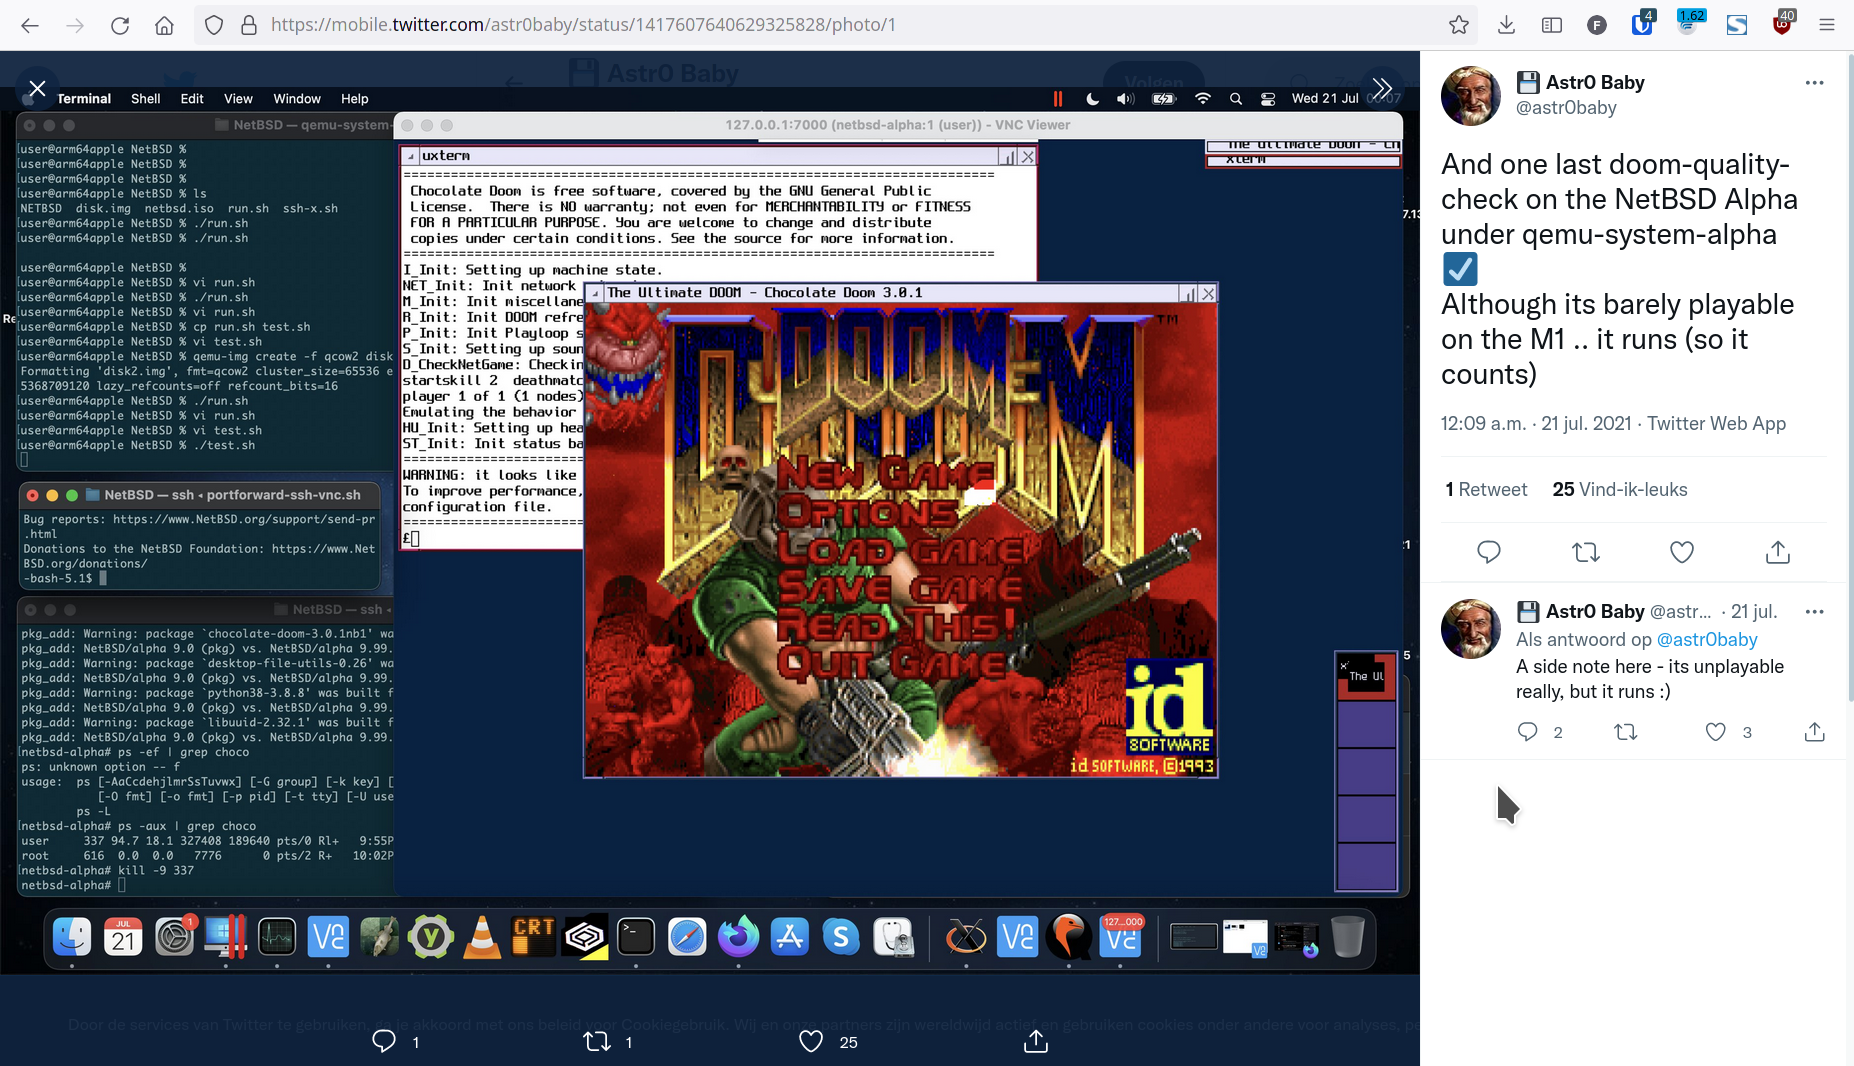 https://mobile.twitter.com/astr0baby/status/1417607640629325828/photo/1
4
1.62
40
Astr0 Baby
Volgen
Terminal Shell Edit View Window Help
Wed 21 Jul 00:07
NetBSD — qemu-system-
user@arm64apple NetBSD %
user@arm64apple NetBSD %
user@arm64apple NetBSD %
user@arm64apple NetBSD % ls
NETBSD disk.img netbsd.iso run.sh ssh-x.sh
user@arm64apple NetBSD % ./run.sh
user@arm64apple NetBSD % ./run.sh
user@arm64apple NetBSD %
user@arm64apple NetBSD % vi run.sh
user@arm64apple NetBSD % ./run.sh
user@arm64apple NetBSD % vi run.sh
user@arm64apple NetBSD % cp run.sh test.sh
user@arm64apple NetBSD % vi test.sh
user@arm64apple NetBSD % qemu-img create -f qcow2 disk
Formatting 'disk2.img', fmt=qcow2 cluster_size=65536 e
5368709120 lazy_refcounts=off refcount_bits=16
user@arm64apple NetBSD % ./run.sh
user@arm64apple NetBSD % vi run.sh
user@arm64apple NetBSD % vi test.sh
user@arm64apple NetBSD % ./test.sh
NetBSD — ssh ◂ portforward-ssh-vnc.sh
Bug reports: https://www.NetBSD.org/support/send-pr
.html
Donations to the NetBSD Foundation: https://www.Net
BSD.org/donations/
-bash-5.1$
NetBSD — ssh ◂
pkg_add: Warning: package `chocolate-doom-3.0.1nb1' wa
pkg_add: NetBSD/alpha 9.0 (pkg) vs. NetBSD/alpha 9.99.
pkg_add: Warning: package `desktop-file-utils-0.26' wa
pkg_add: NetBSD/alpha 9.0 (pkg) vs. NetBSD/alpha 9.99.
pkg_add: Warning: package `python38-3.8.8' was built f
pkg_add: NetBSD/alpha 9.0 (pkg) vs. NetBSD/alpha 9.99.
pkg_add: Warning: package `libuuid-2.32.1' was built f
pkg_add: NetBSD/alpha 9.0 (pkg) vs. NetBSD/alpha 9.99.
netbsd-alpha# ps -ef | grep choco
ps: unknown option -- f
usage: ps [-AaCcdehjlmrSsTuvwx] [-G group] [-k key] [
[-O fmt] [-o fmt] [-p pid] [-t tty] [-U use
ps -L
netbsd-alpha# ps -aux | grep choco
user 337 94.7 18.1 327408 189640 pts/0 Rl+ 9:55P
root 616 0.0 0.0 7776 0 pts/2 R+ 10:02P
netbsd-alpha# kill -9 337
netbsd-alpha#
127.0.0.1:7000 (netbsd-alpha:1 (user)) - VNC Viewer
The Ultimate Doom - Ch
xterm
uxterm
Chocolate Doom is free software, covered by the GNU General Public
License. There is NO warranty; not even for MERCHANTABILITY or FITNESS
FOR A PARTICULAR PURPOSE. You are welcome to change and distribute
copies under certain conditions. See the source for more information.
I_Init: Setting up machine state.
NET_Init: Init network
M_Init: Init miscellane
R_Init: Init DOOM refre
P_Init: Init Playloop s
S_Init: Setting up soun
D_CheckNetGame: Checkin
startskill 2 deathmatc
player 1 of 1 (1 nodes)
Emulating the behavior
HU_Init: Setting up hea
ST_Init: Init status ba
WARNING: it looks like
To improve performance,
configuration file.
£
The Ultimate DOOM - Chocolate Doom 3.0.1
DOOM
TM
NEW GAME
OPTIONS
LOAD GAME
SAVE GAME
READ THIS!
QUIT GAME
id
SOFTWARE
id SOFTWARE, ©1993
The Ul
JUL
21
1
CRT
127...000
Door de services van Twitter te gebruiken, ga je akkoord met ons beleid voor Cookiegebruik. Wij en onze partners zijn wereldwijd actief en gebruiken cookies onder andere voor analyses, pe
1
1
25
Astr0 Baby
@astr0baby
And one last doom-quality-
check on the NetBSD Alpha
under qemu-system-alpha
Although its barely playable
on the M1 .. it runs (so it
counts)
12:09 a.m. · 21 jul. 2021 · Twitter Web App
1 Retweet 25 Vind-ik-leuks
Astr0 Baby @astr... · 21 jul.
Als antwoord op @astr0baby
A side note here - its unplayable
really, but it runs :)
2
3